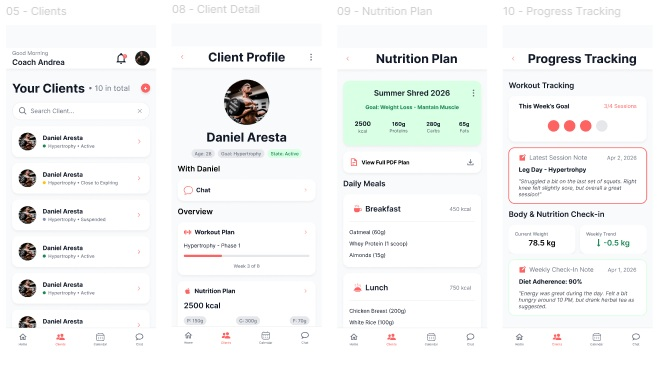 05 - Clients
Good Morning
Coach Andrea
Your Clients • 10 in total
Search Client...
Daniel Aresta
Hypertrophy • Active
Daniel Aresta
Hypertrophy • Close to Expiring
Daniel Aresta
Hypertrophy • Suspended
Daniel Aresta
Hypertrophy • Active
Daniel Aresta
Hypertrophy • Active
Daniel Aresta
Home Clients Calendar Chat
08 - Client Detail
Client Profile
Daniel Aresta
Age: 28 Goal: Hypertrophy State: Active
With Daniel
Chat
Overview
Workout Plan
Hypertrophy - Phase 1
Week 3 of 8
Nutrition Plan
2500 kcal
P: 150g C: 300g F: 70g
Home Clients Calendar Chat
09 - Nutrition Plan
Nutrition Plan
Summer Shred 2026
Goal: Weight Loss - Mantain Muscle
2500 160g 280g 65g
kcal Proteins Carbs Fats
View Full PDF Plan
Daily Meals
Breakfast 450 kcal
Oatmeal (60g)
Whey Protein (1 scoop)
Almonds (15g)
Lunch 750 kcal
Chicken Breast (200g)
White Rice (100g)
Home Clients Calendar Chat
10 - Progress Tracking
Progress Tracking
Workout Tracking
This Week's Goal 3/4 Sessions
Latest Session Note Apr 2, 2026
Leg Day - Hypertrohpy
"Struggled a bit on the last set of squats. Right
knee felt slightly sore, but overall a great
session!"
Body & Nutrition Check-in
Current Weight Weekly Trend
78.5 kg -0.5 kg
Weekly Check-In Note Apr 1, 2026
Diet Adherence: 90%
"Energy was great during the day. Felt a bit
hungry around 10 PM, but drank herbal tea as
suggested.
Home Clients Calendar Chat